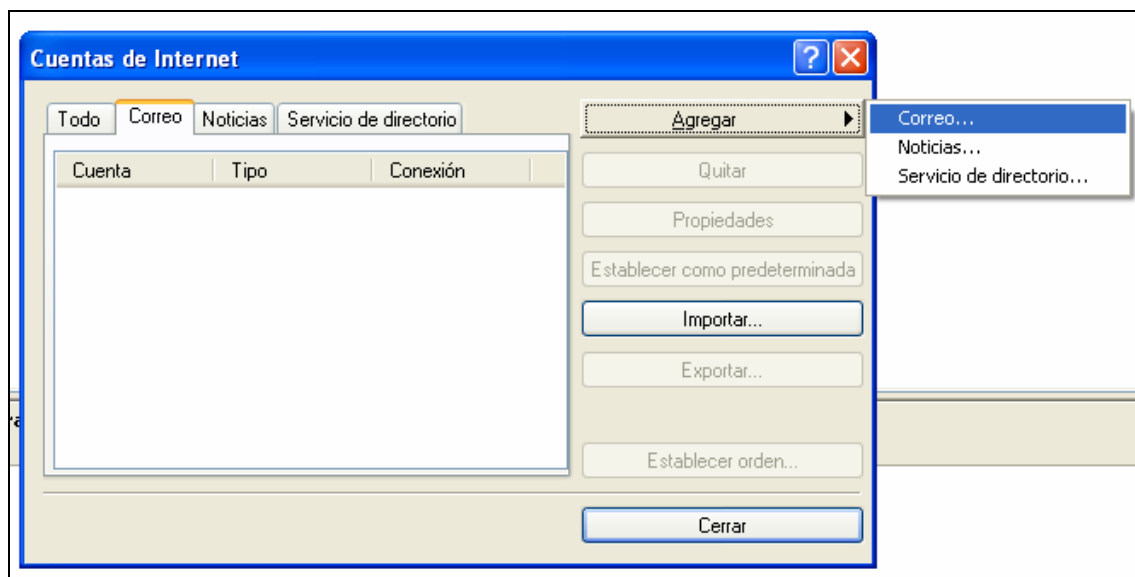 Cuentas de Internet
Todo Correo Noticias Servicio de directorio
Cuenta Tipo Conexión
Agregar
Quitar
Propiedades
Establecer como predeterminada
Importar...
Exportar...
Establecer orden...
Cerrar
Correo...
Noticias...
Servicio de directorio...